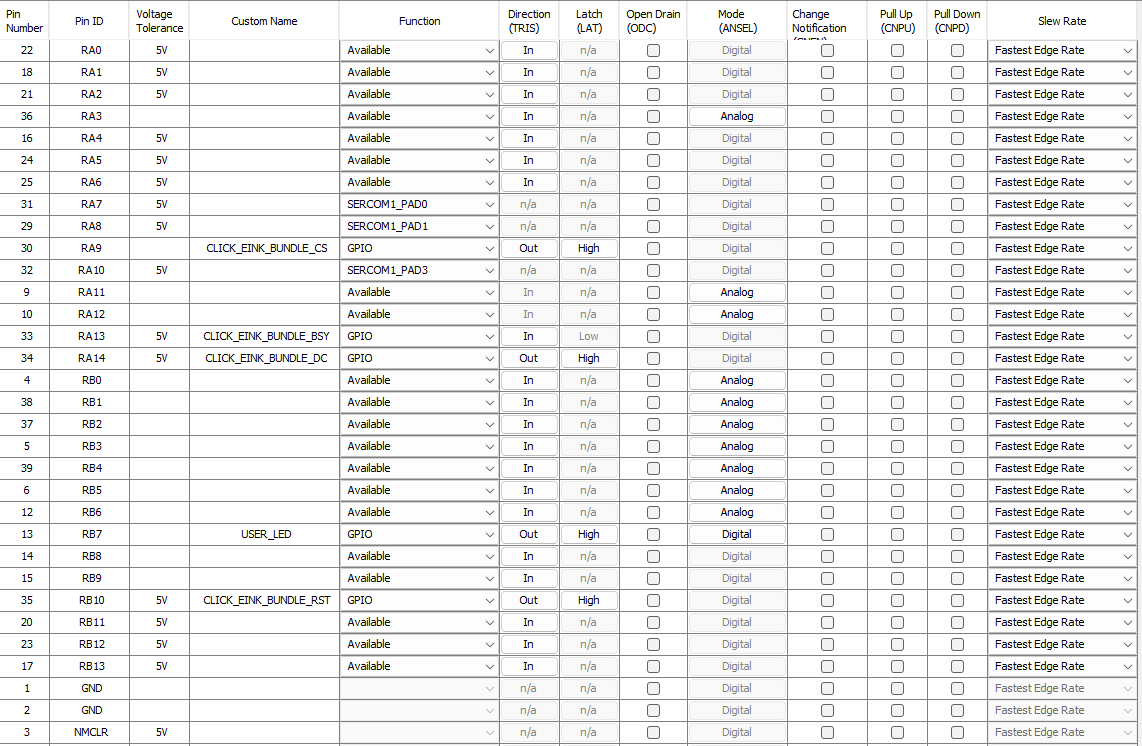 Pin Number Pin ID Voltage Tolerance Custom Name Function Direction (TRIS) Latch (LAT) Open Drain (ODC) Mode (ANSEL) Change Notification Pull Up (CNPU) Pull Down (CNPD) Slew Rate
22 RA0 5V Available In n/a Digital Fastest Edge Rate
18 RA1 5V Available In n/a Digital Fastest Edge Rate
21 RA2 5V Available In n/a Digital Fastest Edge Rate
36 RA3 Available In n/a Analog Fastest Edge Rate
16 RA4 5V Available In n/a Digital Fastest Edge Rate
24 RA5 5V Available In n/a Digital Fastest Edge Rate
25 RA6 5V Available In n/a Digital Fastest Edge Rate
31 RA7 5V SERCOM1_PAD0 n/a n/a Digital Fastest Edge Rate
29 RA8 5V SERCOM1_PAD1 n/a n/a Digital Fastest Edge Rate
30 RA9 CLICK_EINK_BUNDLE_CS GPIO Out High Digital Fastest Edge Rate
32 RA10 5V SERCOM1_PAD3 n/a n/a Digital Fastest Edge Rate
9 RA11 Available In n/a Analog Fastest Edge Rate
10 RA12 Available In n/a Analog Fastest Edge Rate
33 RA13 5V CLICK_EINK_BUNDLE_BSY GPIO In Low Digital Fastest Edge Rate
34 RA14 5V CLICK_EINK_BUNDLE_DC GPIO Out High Digital Fastest Edge Rate
4 RB0 Available In n/a Analog Fastest Edge Rate
38 RB1 Available In n/a Analog Fastest Edge Rate
37 RB2 Available In n/a Analog Fastest Edge Rate
5 RB3 Available In n/a Analog Fastest Edge Rate
39 RB4 Available In n/a Analog Fastest Edge Rate
6 RB5 Available In n/a Analog Fastest Edge Rate
12 RB6 Available In n/a Analog Fastest Edge Rate
13 RB7 USER_LED GPIO Out High Digital Fastest Edge Rate
14 RB8 Available In n/a Digital Fastest Edge Rate
15 RB9 Available In n/a Digital Fastest Edge Rate
35 RB10 5V CLICK_EINK_BUNDLE_RST GPIO Out High Digital Fastest Edge Rate
20 RB11 5V Available In n/a Digital Fastest Edge Rate
23 RB12 5V Available In n/a Digital Fastest Edge Rate
17 RB13 5V Available In n/a Digital Fastest Edge Rate
1 GND n/a n/a Digital Fastest Edge Rate
2 GND n/a n/a Digital Fastest Edge Rate
3 NMCLR 5V n/a n/a Digital Fastest Edge Rate